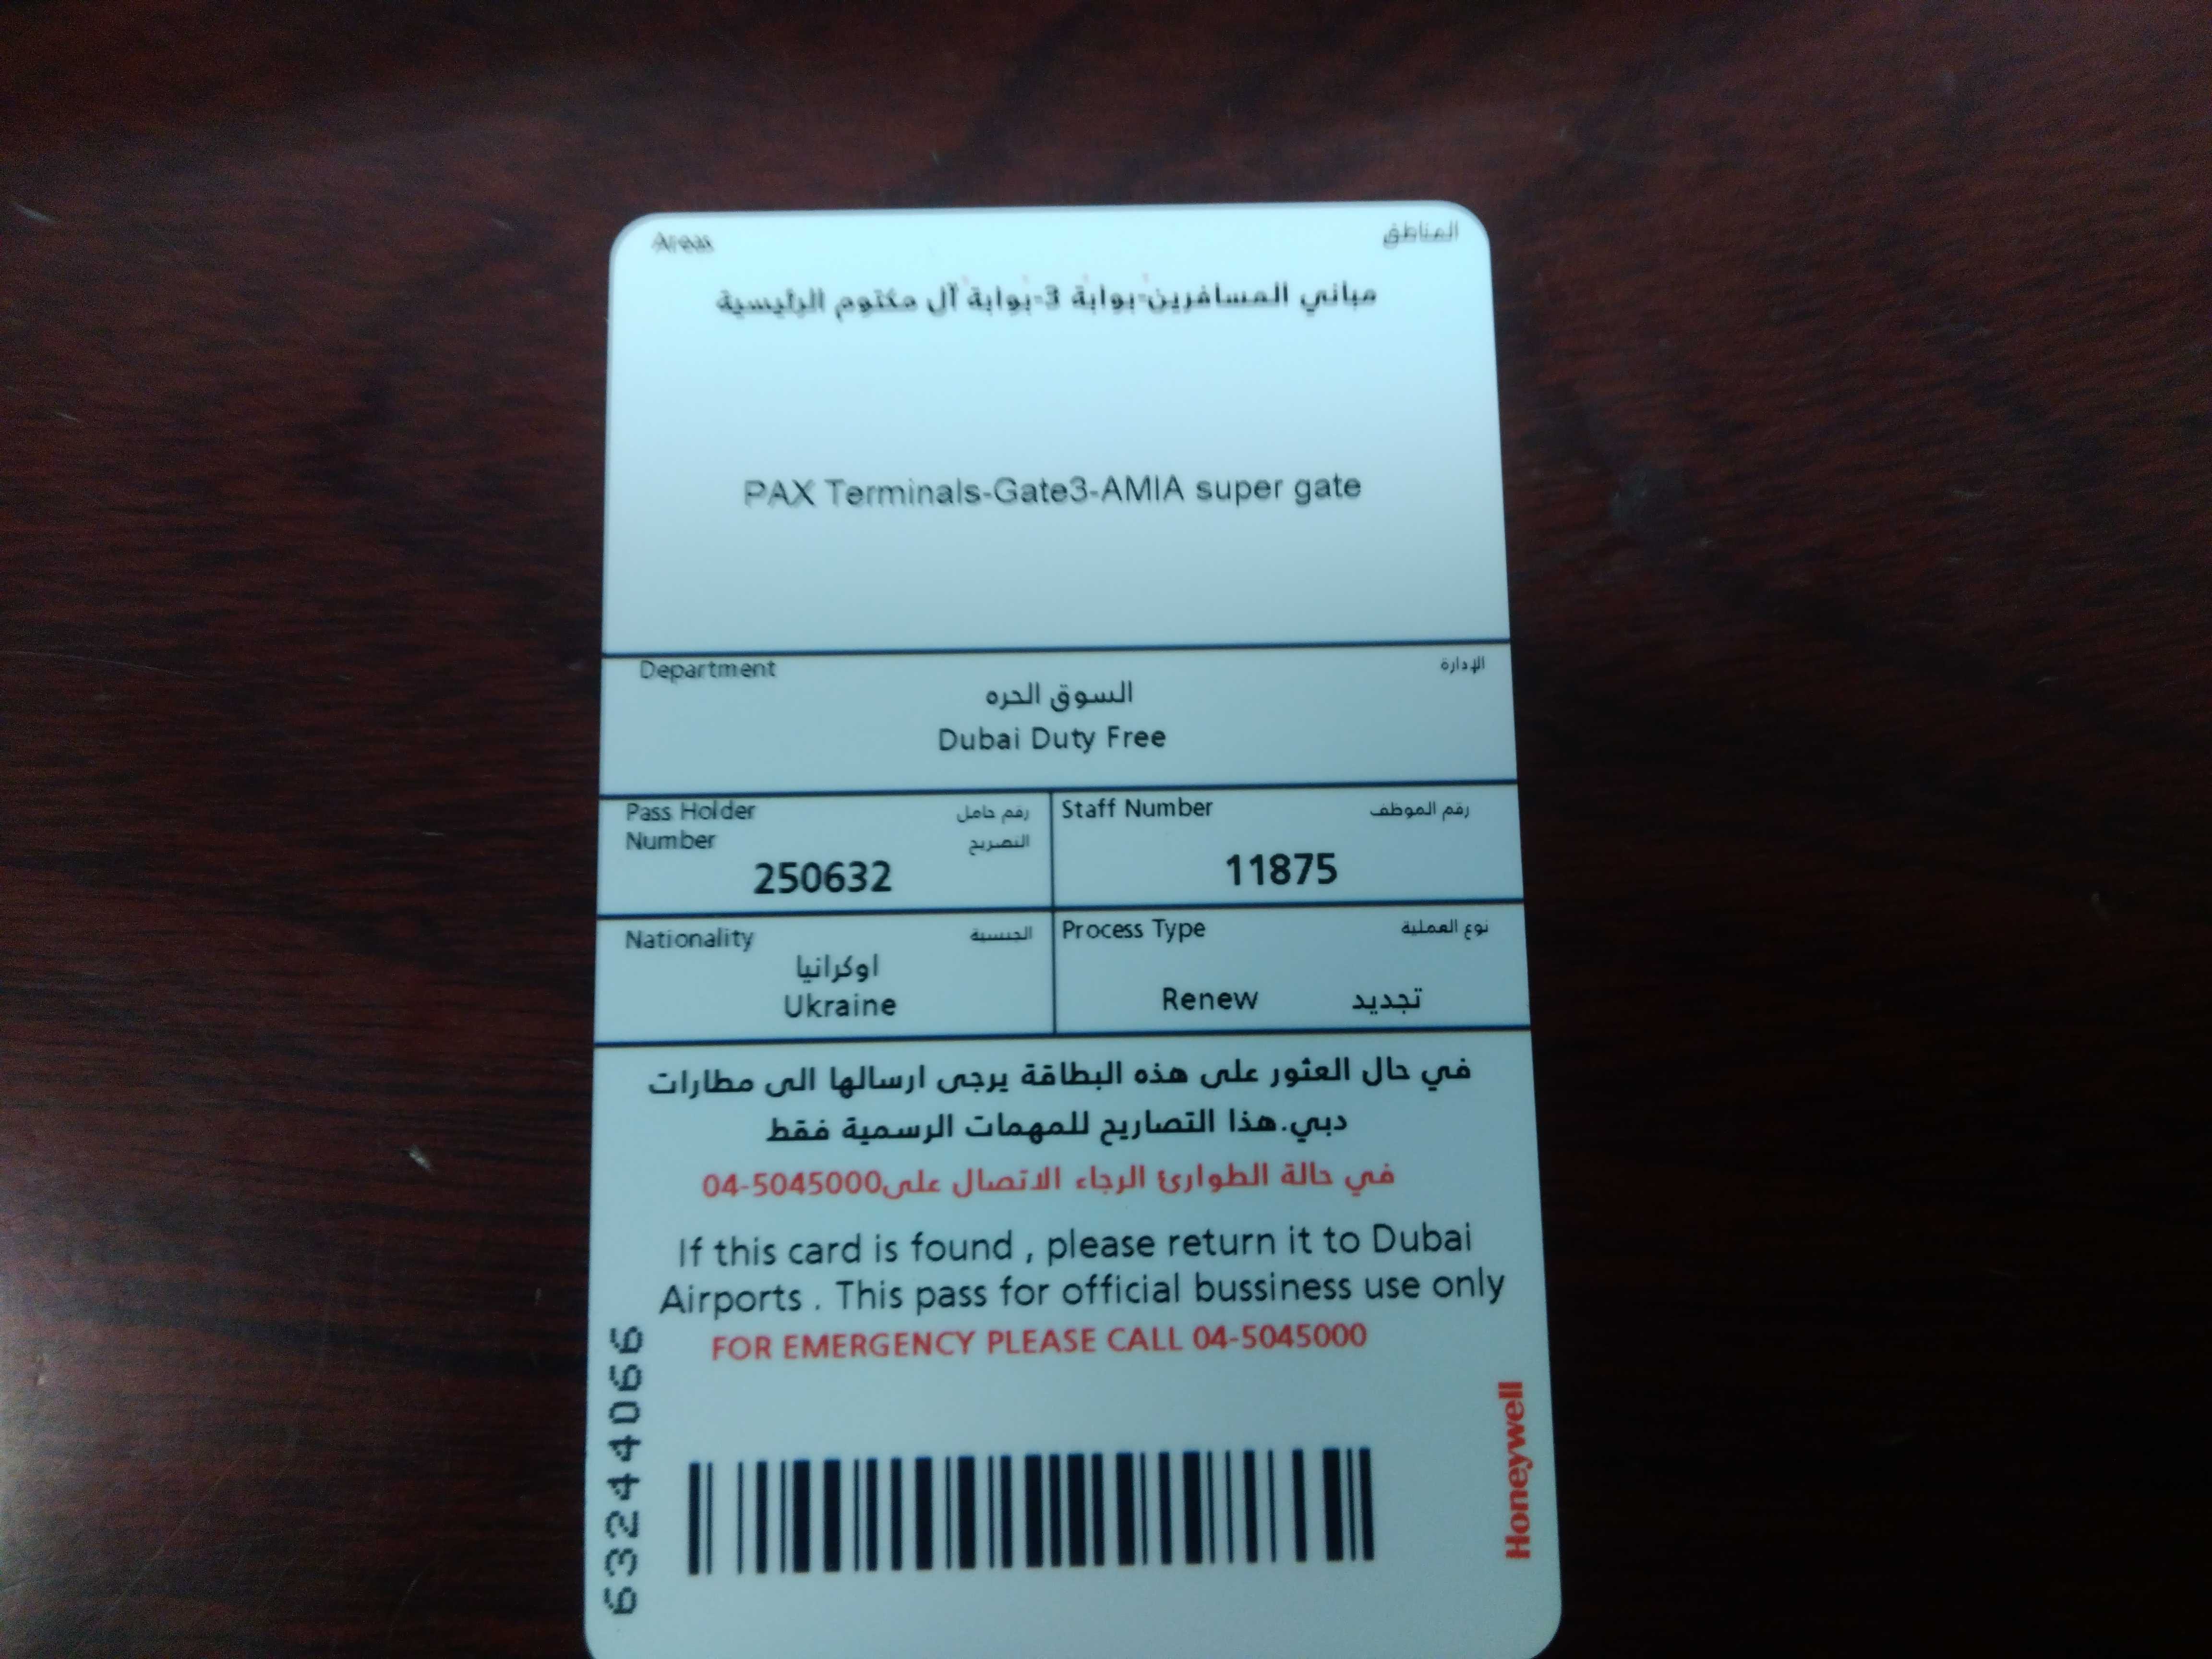 Areas المناطق
مباني المسافرين-بوابة 3-بوابة آل مكتوم الرئيسية
PAX Terminals-Gate3-AMIA super gate
Department الإدارة
السوق الحره
Dubai Duty Free
Pass Holder رقم حامل
Number التصريح
250632
Staff Number رقم الموظف
11875
Nationality الجنسية
اوكرانيا
Ukraine
Process Type نوع العملية
Renew تجديد
في حال العثور على هذه البطاقة يرجى ارسالها الى مطارات
دبي.هذا التصاريح للمهمات الرسمية فقط
في حالة الطوارئ الرجاء الاتصال على04-5045000
If this card is found , please return it to Dubai
Airports . This pass for official bussiness use only
FOR EMERGENCY PLEASE CALL 04-5045000
63244066
Honeywell